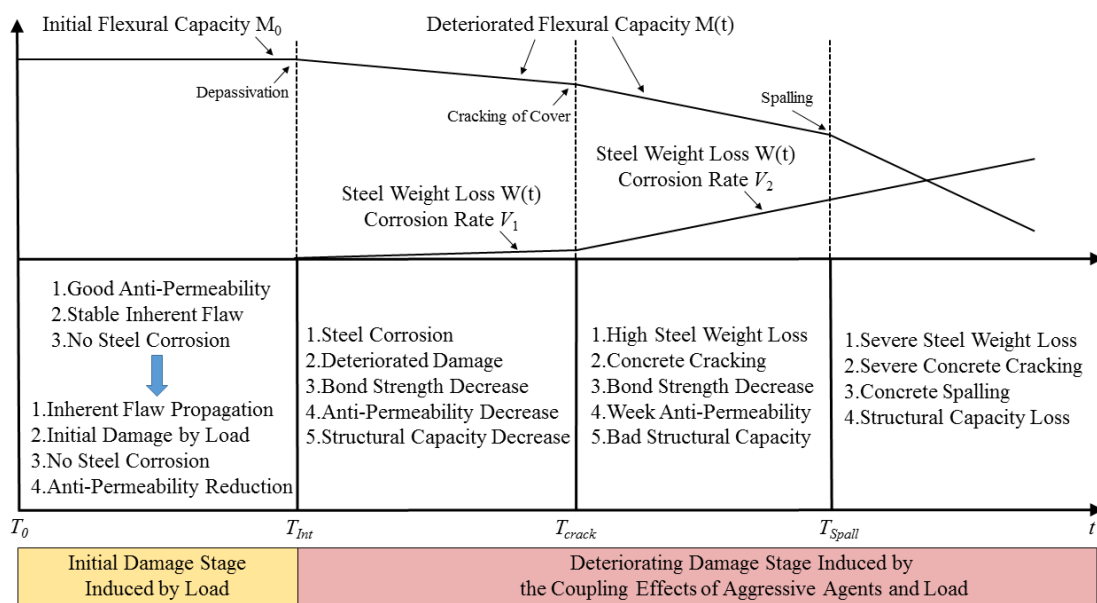 Initial Flexural Capacity M0
Deteriorated Flexural Capacity M(t)
Depassivation
Cracking of Cover
Spalling
Steel Weight Loss W(t)
Corrosion Rate V2
Steel Weight Loss W(t)
Corrosion Rate V1
1.Good Anti-Permeability
2.Stable Inherent Flaw
3.No Steel Corrosion
1.Inherent Flaw Propagation
2.Initial Damage by Load
3.No Steel Corrosion
4.Anti-Permeability Reduction
1.Steel Corrosion
2.Deteriorated Damage
3.Bond Strength Decrease
4.Anti-Permeability Decrease
5.Structural Capacity Decrease
1.High Steel Weight Loss
2.Concrete Cracking
3.Bond Strength Decrease
4.Week Anti-Permeability
5.Bad Structural Capacity
1.Severe Steel Weight Loss
2.Severe Concrete Cracking
3.Concrete Spalling
4.Structural Capacity Loss
T0
TInt
Tcrack
TSpall
t
Initial Damage Stage
Induced by Load
Deteriorating Damage Stage Induced by
the Coupling Effects of Aggressive Agents and Load